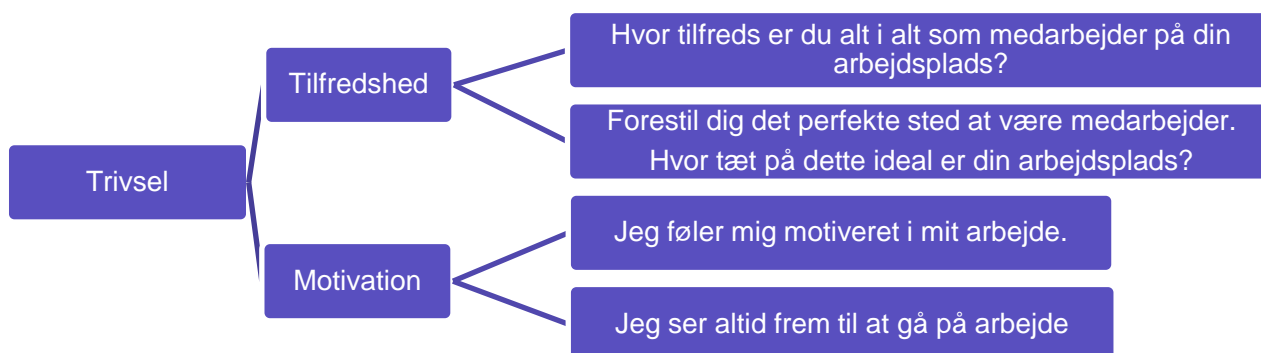 Trivsel
Tilfredshed
Hvor tilfreds er du alt i alt som medarbejder på din
arbejdsplads?
Forestil dig det perfekte sted at være medarbejder.
Hvor tæt på dette ideal er din arbejdsplads?
Motivation
Jeg føler mig motiveret i mit arbejde.
Jeg ser altid frem til at gå på arbejde